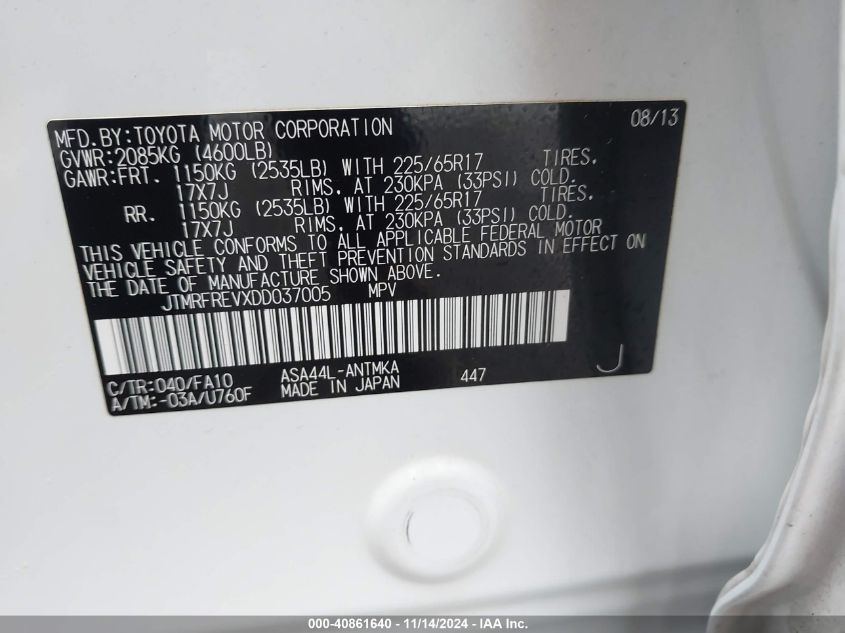 MFD.BY:TOYOTA MOTOR CORPORATION 08/13
GVWR:2085KG (4600LB)
GAWR:FRT. 1150KG (2535LB) WITH 225/65R17 TIRES,
17X7J RIMS, AT 230KPA (33PSI) COLD.
RR. 1150KG (2535LB) WITH 225/65R17 TIRES,
17X7J RIMS, AT 230KPA (33PSI) COLD.
THIS VEHICLE CONFORMS TO ALL APPLICABLE FEDERAL MOTOR
VEHICLE SAFETY AND THEFT PREVENTION STANDARDS IN EFFECT ON
THE DATE OF MANUFACTURE SHOWN ABOVE.
JTMRFREVXDD037005 MPV
C/TR:040/FA10 ASA44L-ANTMKA 447 J
A/TM:-03A/U760F MADE IN JAPAN
000-40861640 - 11/14/2024 - IAA Inc.